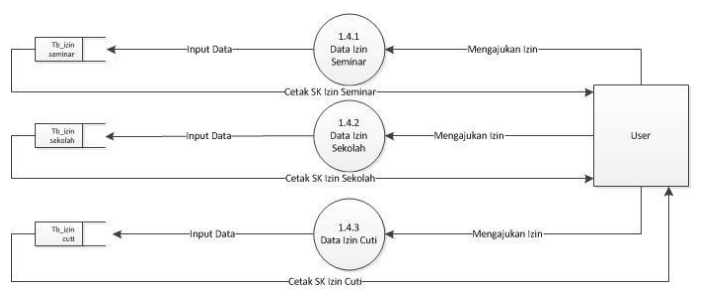 Tb_izin
seminar
Input Data
1.4.1
Data Izin
Seminar
Mengajukan Izin
Cetak SK Izin Seminar
Tb_izin
sekolah
Input Data
1.4.2
Data Izin
Sekolah
Mengajukan Izin
User
Cetak SK Izin Sekolah
Tb_izin
cuti
Input Data
1.4.3
Data Izin Cuti
Mengajukan Izin
Cetak SK Izin Cuti